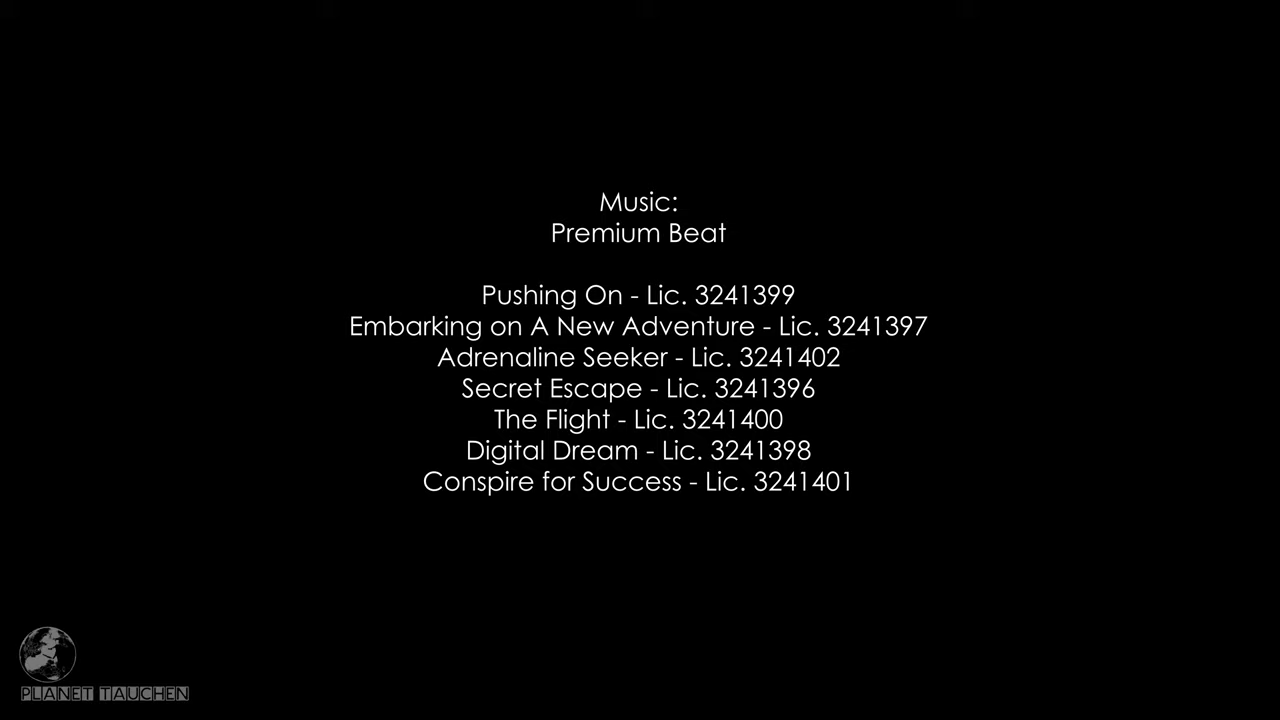 Music:
Premium Beat
Pushing On - Lic. 3241399
Embarking on A New Adventure - Lic. 3241397
Adrenaline Seeker - Lic. 3241402
Secret Escape - Lic. 3241396
The Flight - Lic. 3241400
Digital Dream - Lic. 3241398
Conspire for Success - Lic. 3241401
PLANET TAUCHEN